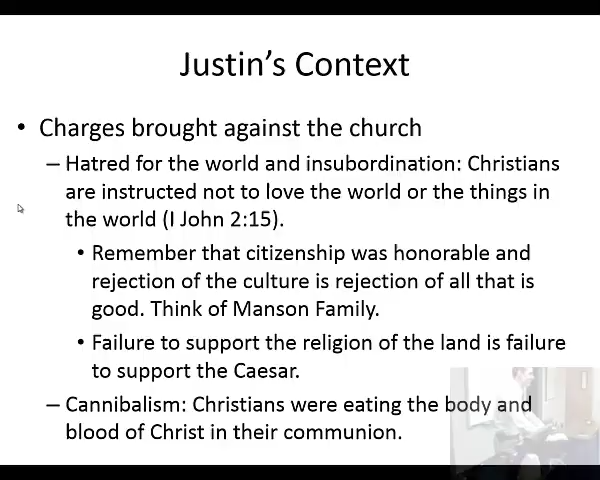 Justin's Context
• Charges brought against the church
– Hatred for the world and insubordination: Christians
are instructed not to love the world or the things in
the world (I John 2:15).
• Remember that citizenship was honorable and
rejection of the culture is rejection of all that is
good. Think of Manson Family.
• Failure to support the religion of the land is failure
to support the Caesar.
– Cannibalism: Christians were eating the body and
blood of Christ in their communion.